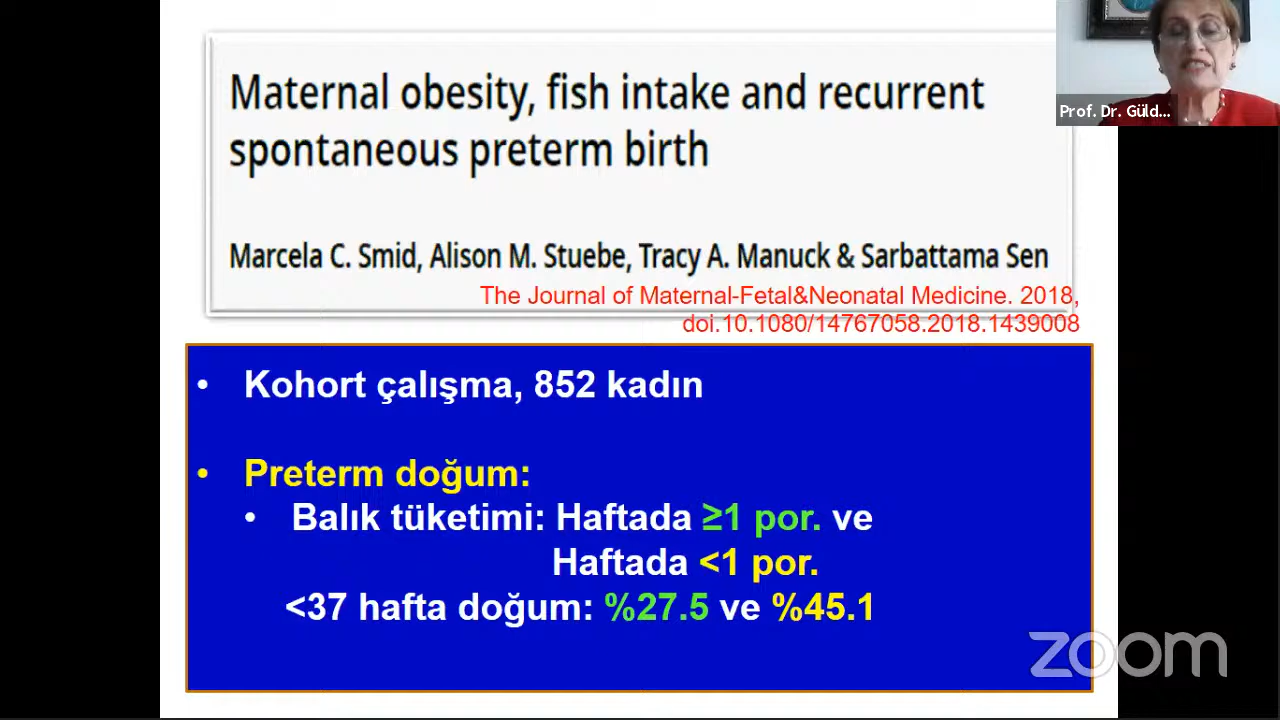 Maternal obesity, fish intake and recurrent
spontaneous preterm birth
Marcela C. Smid, Alison M. Stuebe, Tracy A. Manuck & Sarbattama Sen
The Journal of Maternal-Fetal&Neonatal Medicine. 2018,
doi.10.1080/14767058.2018.1439008
Prof. Dr. Güld...
• Kohort çalışma, 852 kadın
• Preterm doğum:
• Balık tüketimi: Haftada ≥1 por. ve
Haftada <1 por.
<37 hafta doğum: %27.5 ve %45.1
zoom